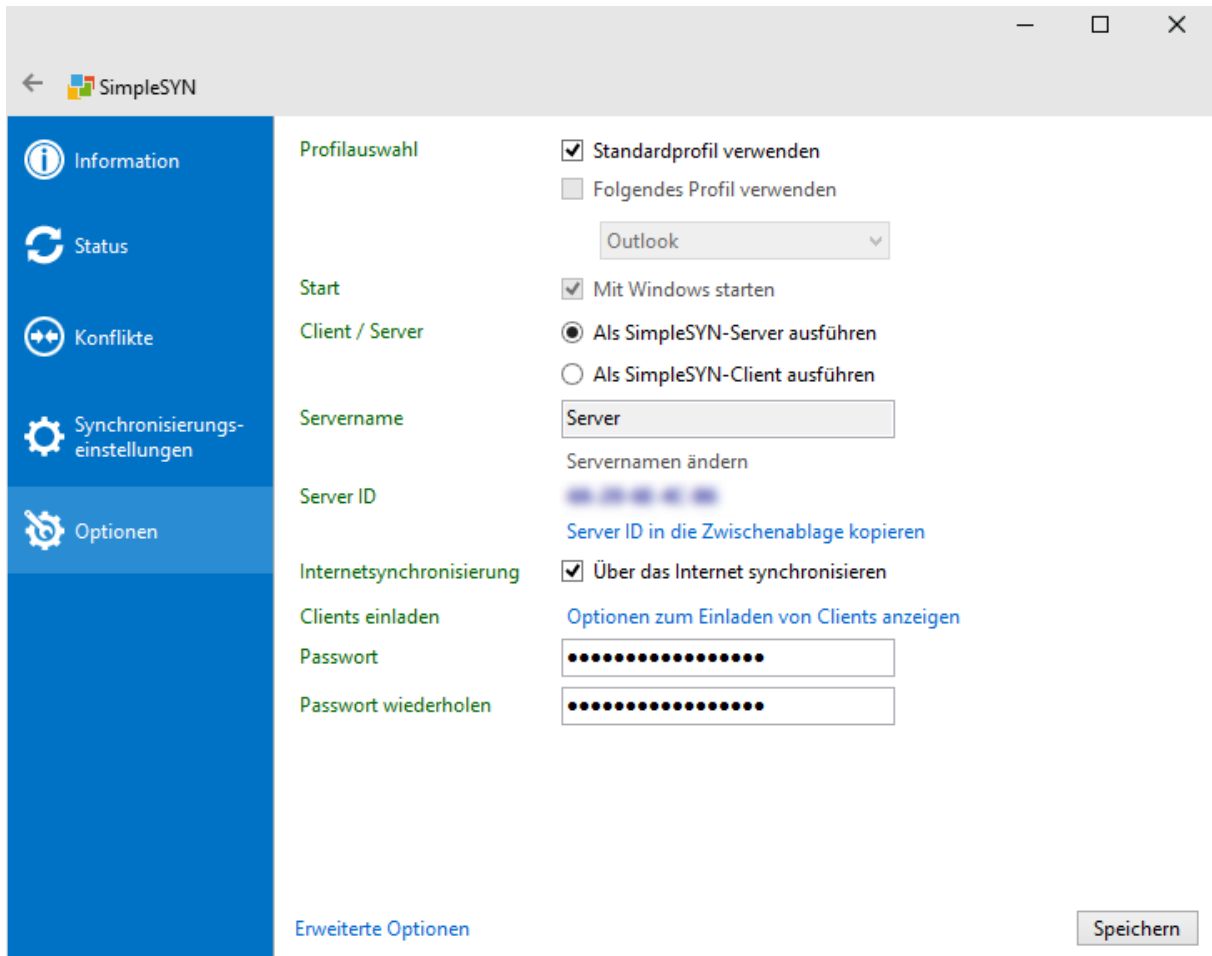 SimpleSYN
Information
Status
Konflikte
Synchronisierungs-
einstellungen
Optionen
Profilauswahl
Standardprofil verwenden
Folgendes Profil verwenden
Outlook
Start
Mit Windows starten
Client / Server
Als SimpleSYN-Server ausführen
Als SimpleSYN-Client ausführen
Servername
Server
Servernamen ändern
Server ID
Server ID in die Zwischenablage kopieren
Internetsynchronisierung
Über das Internet synchronisieren
Clients einladen
Optionen zum Einladen von Clients anzeigen
Passwort
Passwort wiederholen
Erweiterte Optionen
Speichern